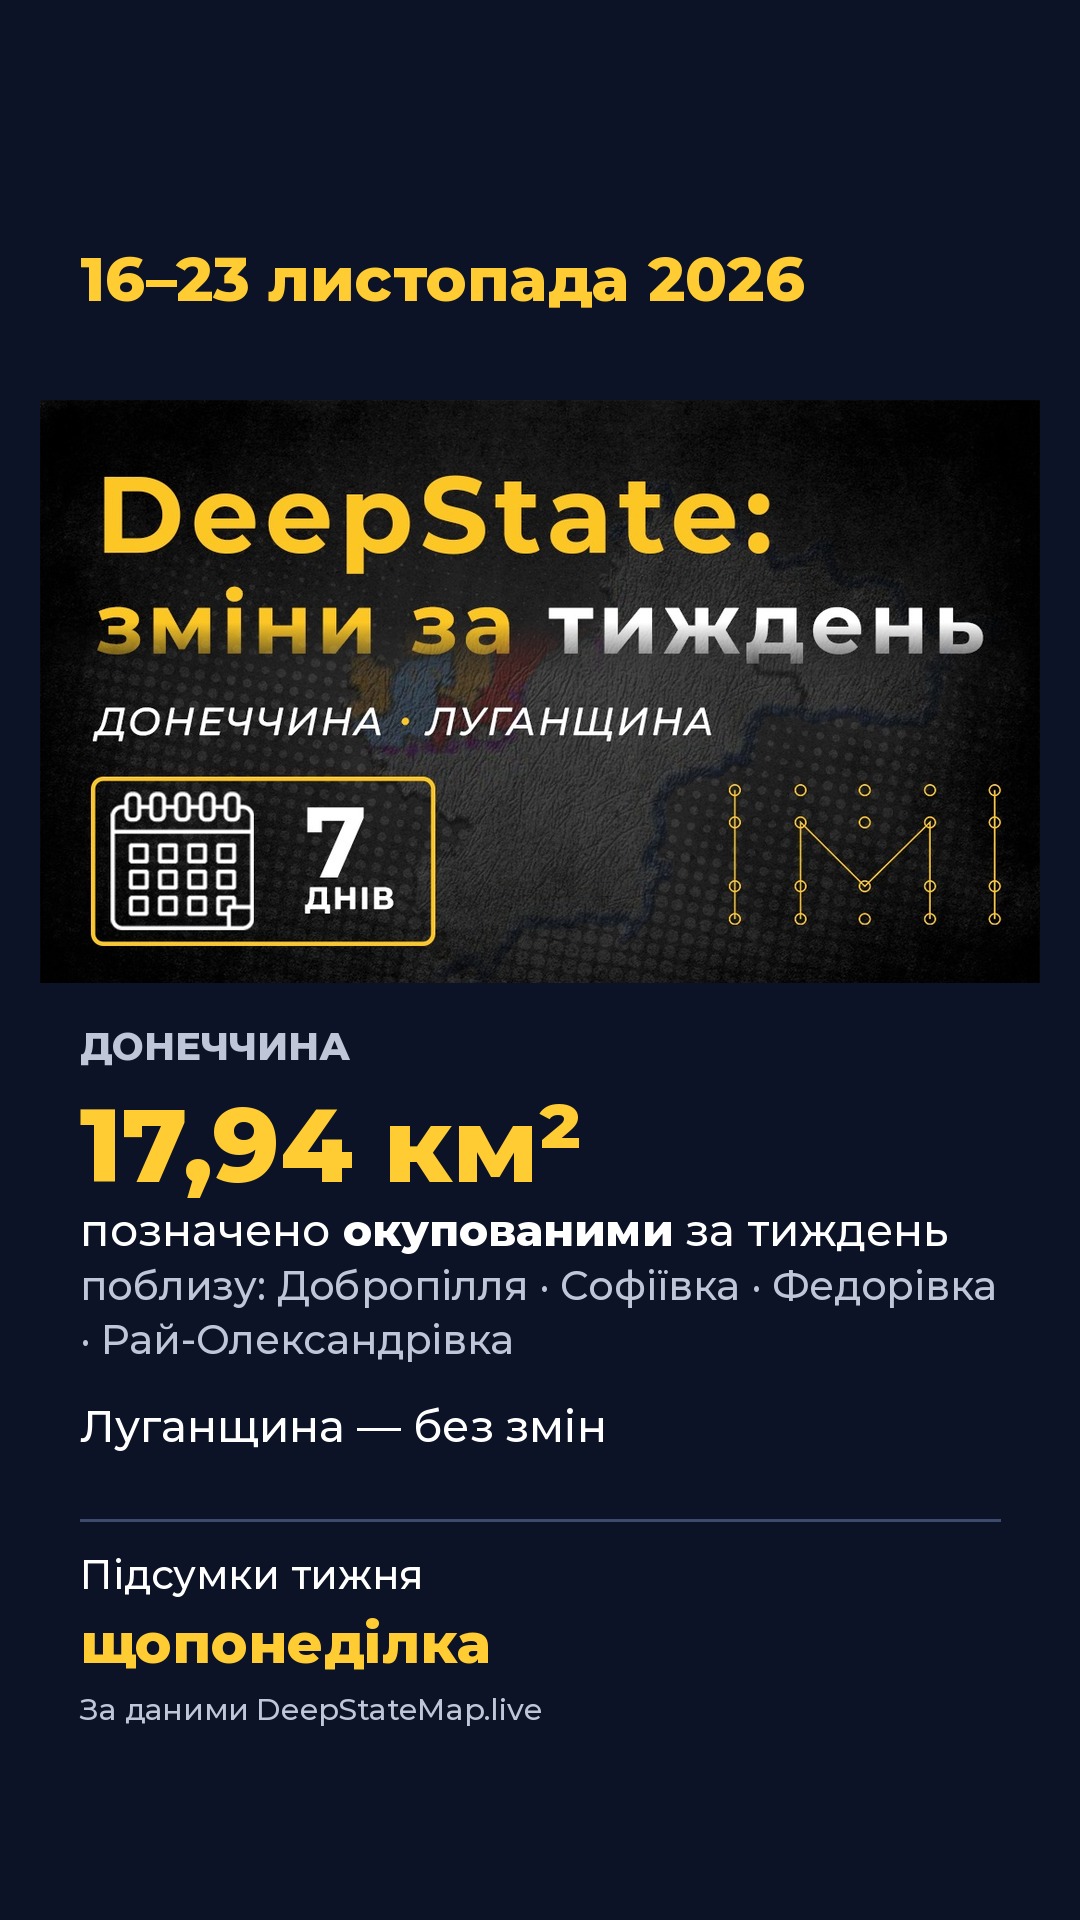 16–23 листопада 2026
DeepState:
зміни за тиждень
ДОНЕЧЧИНА · ЛУГАНЩИНА
7
ДНІВ
ІМІ
ДОНЕЧЧИНА
17,94 км²
позначено окупованими за тиждень
поблизу: Добропілля · Софіївка · Федорівка
· Рай-Олександрівка
Луганщина — без змін
Підсумки тижня
щопонеділка
За даними DeepStateMap.live